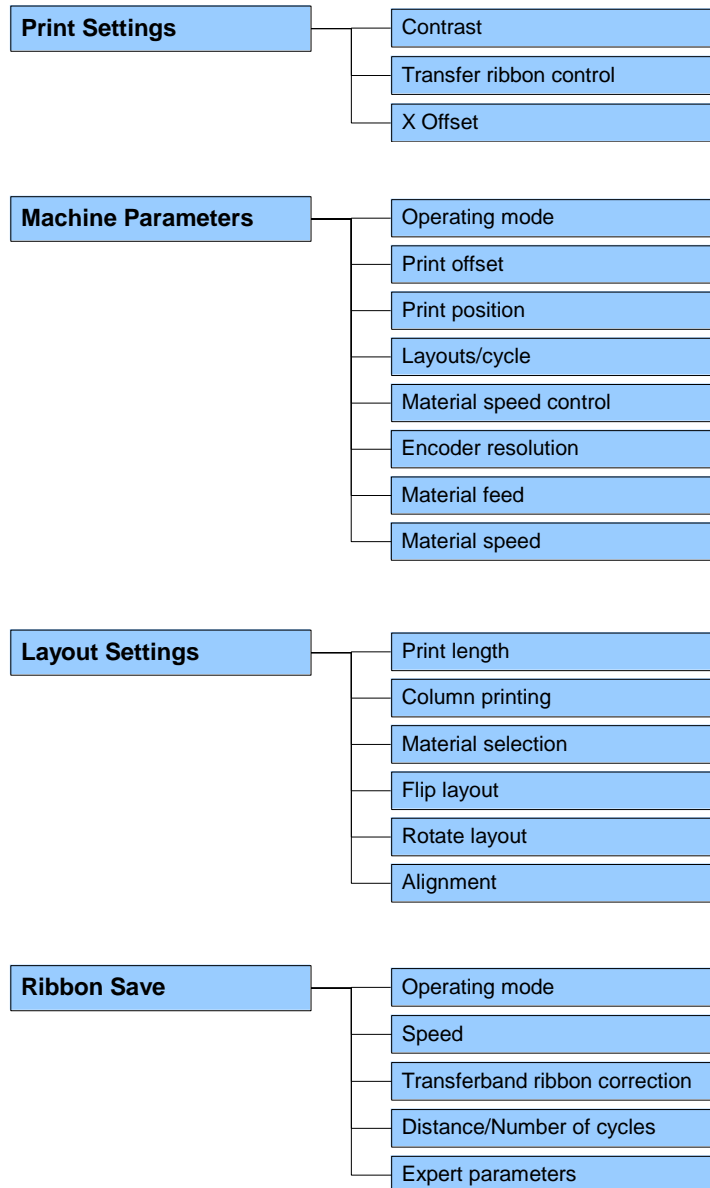 Print Settings
Contrast
Transfer ribbon control
X Offset
Machine Parameters
Operating mode
Print offset
Print position
Layouts/cycle
Material speed control
Encoder resolution
Material feed
Material speed
Layout Settings
Print length
Column printing
Material selection
Flip layout
Rotate layout
Alignment
Ribbon Save
Operating mode
Speed
Transferband ribbon correction
Distance/Number of cycles
Expert parameters